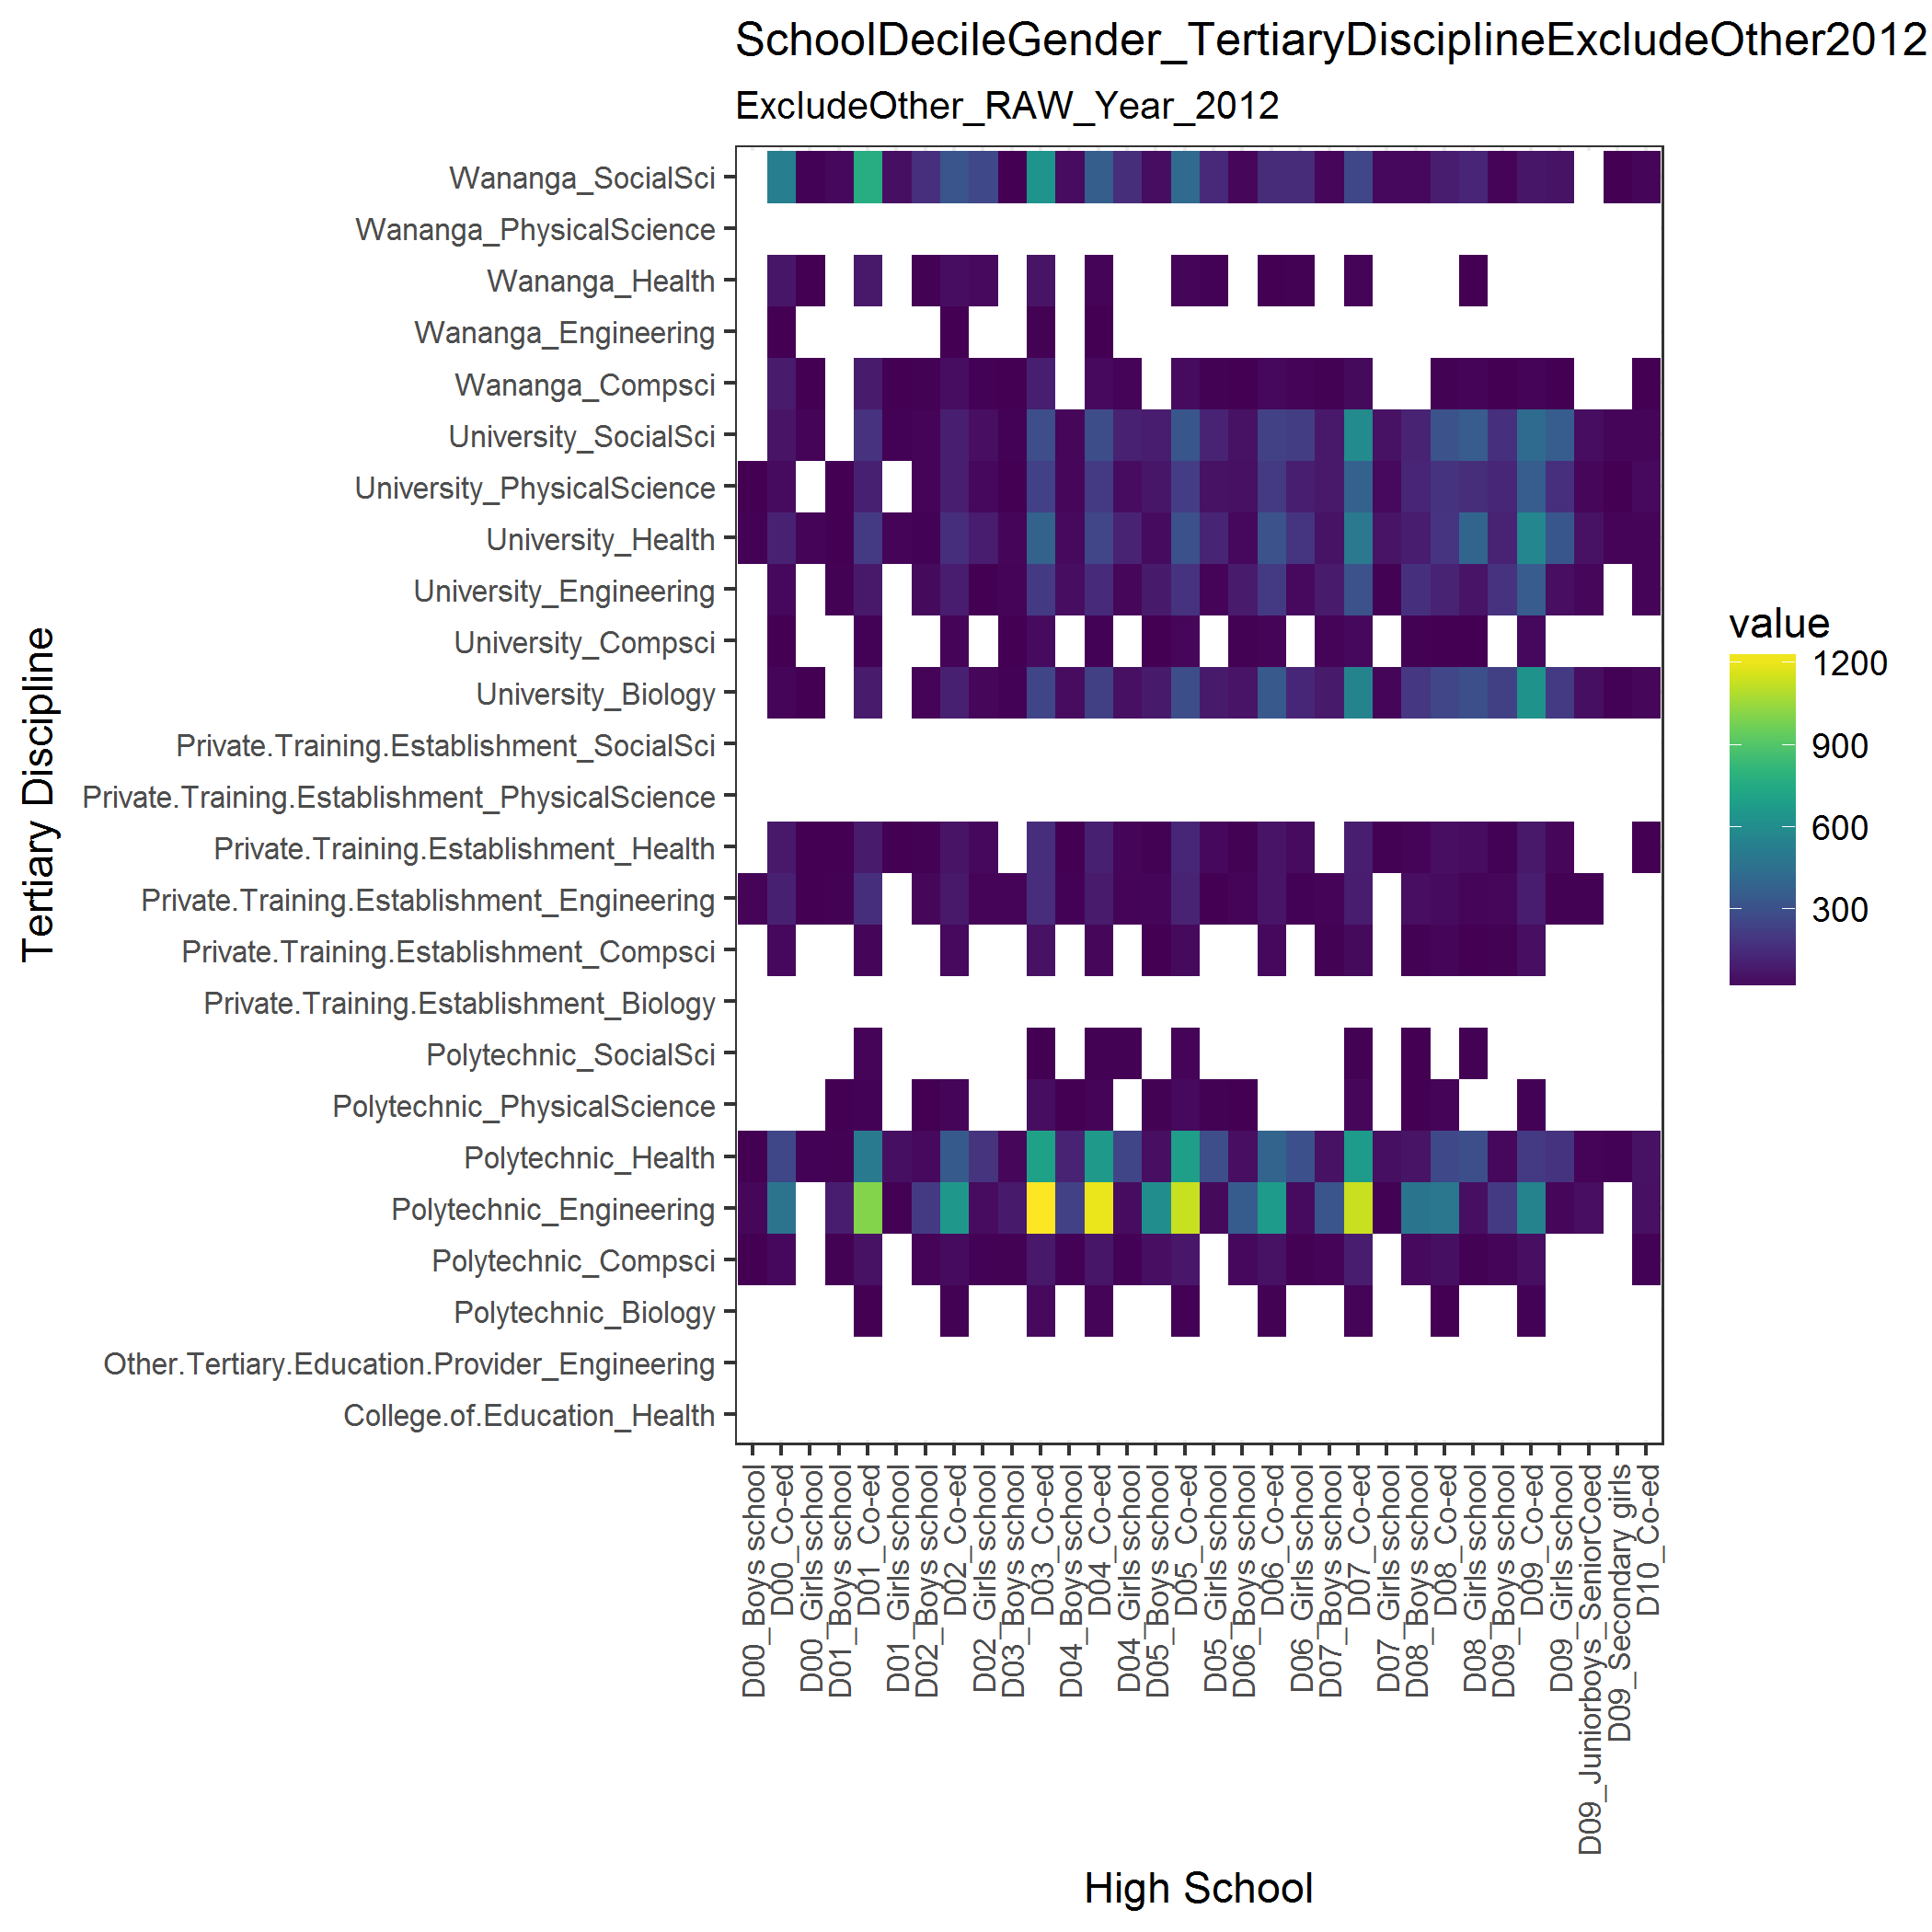 SchoolDecileGender_TertiaryDisciplineExcludeOther2012
ExcludeOther_RAW_Year_2012
Tertiary Discipline
Wananga_SocialSci
Wananga_PhysicalScience
Wananga_Health
Wananga_Engineering
Wananga_Compsci
University_SocialSci
University_PhysicalScience
University_Health
University_Engineering
University_Compsci
University_Biology
Private.Training.Establishment_SocialSci
Private.Training.Establishment_PhysicalScience
Private.Training.Establishment_Health
Private.Training.Establishment_Engineering
Private.Training.Establishment_Compsci
Private.Training.Establishment_Biology
Polytechnic_SocialSci
Polytechnic_PhysicalScience
Polytechnic_Health
Polytechnic_Engineering
Polytechnic_Compsci
Polytechnic_Biology
Other.Tertiary.Education.Provider_Engineering
College.of.Education_Health
D00_Boys school
D00_Co-ed
D00_Girls school
D01_Boys school
D01_Co-ed
D01_Girls school
D02_Boys school
D02_Co-ed
D02_Girls school
D03_Boys school
D03_Co-ed
D04_Boys school
D04_Co-ed
D04_Girls school
D05_Boys school
D05_Co-ed
D05_Girls school
D06_Boys school
D06_Co-ed
D06_Girls school
D07_Boys school
D07_Co-ed
D07_Girls school
D08_Boys school
D08_Co-ed
D08_Girls school
D09_Boys school
D09_Co-ed
D09_Girls school
D09_Juniorboys_SeniorCoed
D09_Secondary girls
D10_Co-ed
High School
value
1200
900
600
300